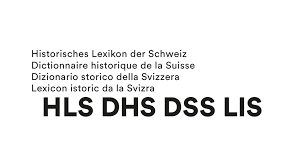 Historisches Lexikon der Schweiz
Dictionnaire historique de la Suisse
Dizionario storico della Svizzera
Lexicon istoric da la Svizra
HLS DHS DSS LIS